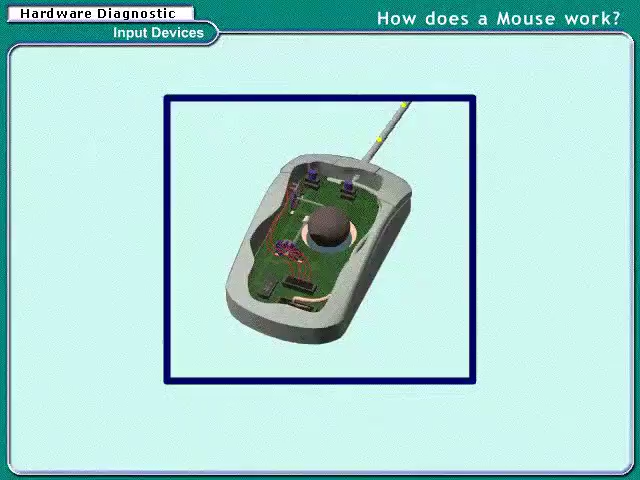 Hardware Diagnostic
Input Devices
How does a Mouse work?